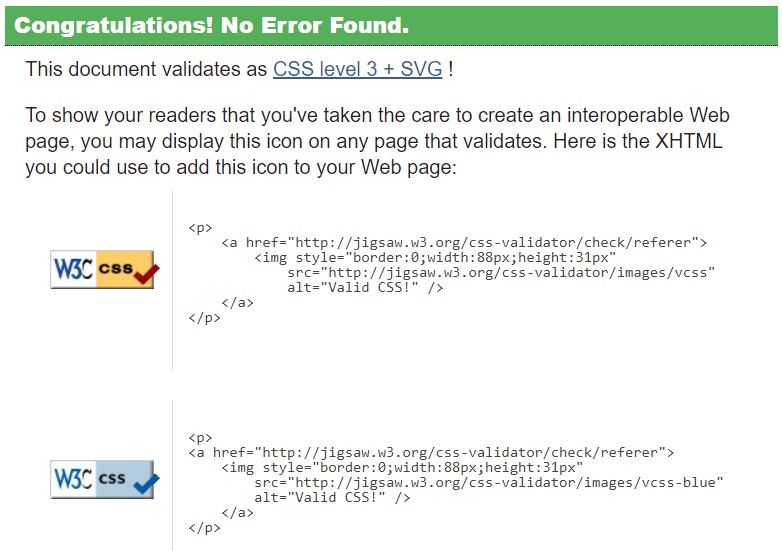 Congratulations! No Error Found.
This document validates as CSS level 3 + SVG !
To show your readers that you've taken the care to create an interoperable Web
page, you may display this icon on any page that validates. Here is the XHTML
you could use to add this icon to your Web page:
W3C css
<p>
    <a href="http://jigsaw.w3.org/css-validator/check/referer">
        <img style="border:0;width:88px;height:31px"
            src="http://jigsaw.w3.org/css-validator/images/vcss"
            alt="Valid CSS!" />
    </a>
</p>
W3C css
<p>
<a href="http://jigsaw.w3.org/css-validator/check/referer">
    <img style="border:0;width:88px;height:31px"
        src="http://jigsaw.w3.org/css-validator/images/vcss-blue"
        alt="Valid CSS!" />
    </a>
</p>